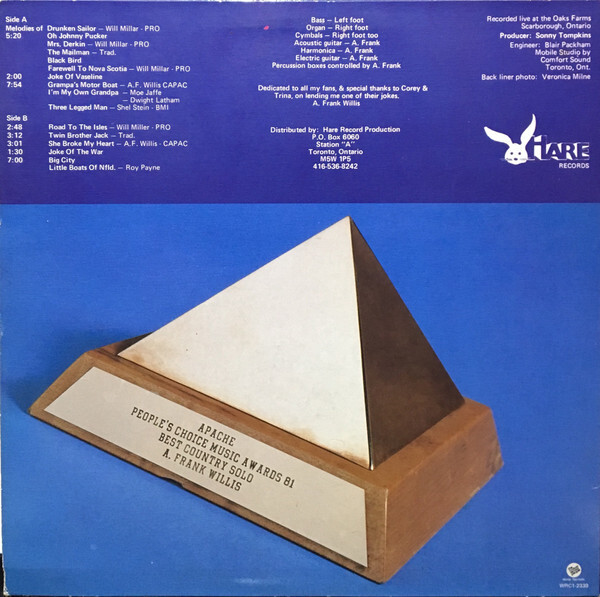 Side A
Melodies of Drunken Sailor – Will Millar - PRO
5:20 Oh Johnny Pucker
Mrs. Derkin – Will Millar - PRO
The Mailman – Trad.
Black Bird
Farewell To Nova Scotia – Will Millar - PRO
2:00 Joke Of Vaseline
7:54 Grampa's Motor Boat – A.F. Willis CAPAC
I'm My Own Grandpa – Moe Jaffe
– Dwight Latham
Three Legged Man – Shel Stein - BMI
Side B
2:48 Road To The Isles – Will Millar - PRO
3:12 Twin Brother Jack – Trad.
3:01 She Broke My Heart – A.F. Willis - CAPAC
1:30 Joke Of The War
7:00 Big City
Little Boats Of Nfld. – Roy Payne
Bass – Left foot
Organ – Right foot
Cymbals – Right foot too
Acoustic guitar – A. Frank
Harmonica – A. Frank
Electric guitar – A. Frank
Percussion boxes controlled by A. Frank
Dedicated to all my fans, & special thanks to Corey &
Trina, on lending me one of their jokes.
A. Frank Willis
Distributed by: Hare Record Production
P.O. Box 6060
Station "A"
Toronto, Ontario
M5W 1P5
416-536-8242
Recorded live at the Oaks Farms
Scarborough, Ontario
Producer: Sonny Tompkins
Engineer: Blair Packham
Mobile Studio by
Comfort Sound
Toronto, Ont.
Back liner photo: Veronica Milne
HARE
RECORDS
APACHE
PEOPLE'S CHOICE MUSIC AWARDS 81
BEST COUNTRY SOLO
A. FRANK WILLIS
WRC1-2339